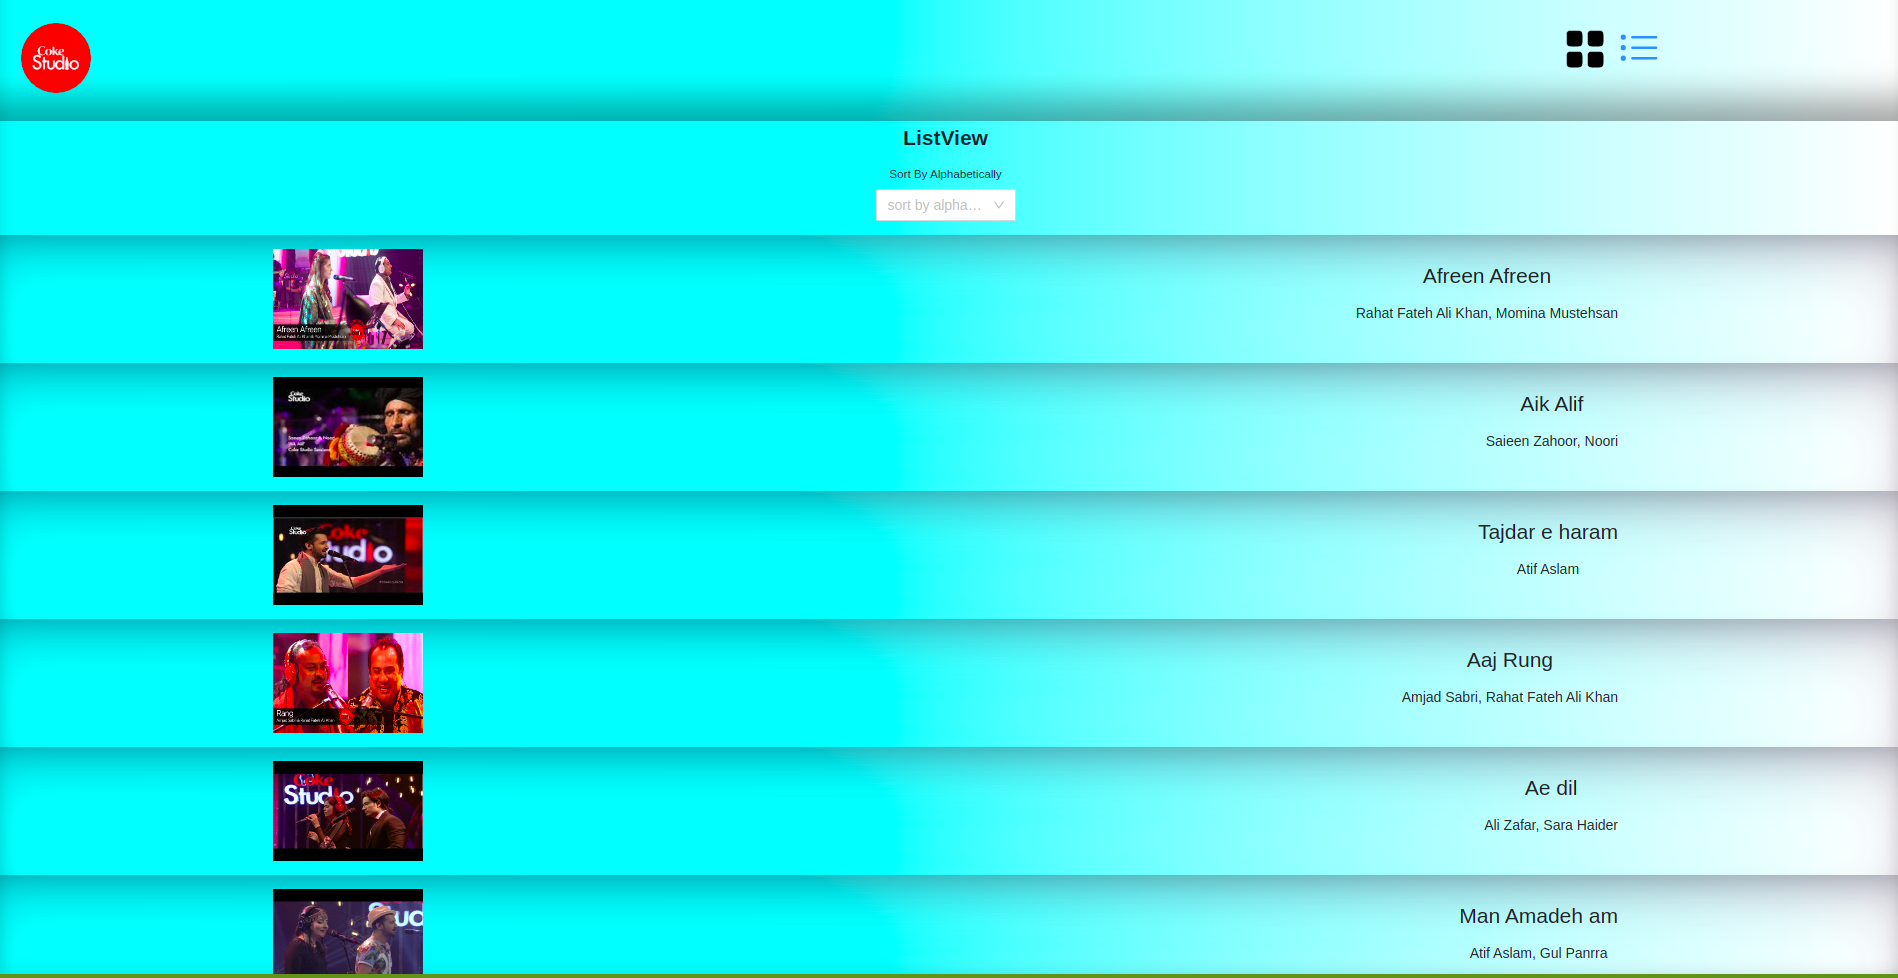 Coke
Studio
ListView
Sort By Alphabetically
sort by alpha...
Afreen Afreen
Rahat Fateh Ali Khan, Momina Mustehsan
Afreen Afreen
Coke
Studio
Aik Alif
Saieen Zahoor, Noori
Coke
Studio
Coke
Studio
Tajdar e haram
Atif Aslam
Aaj Rung
Amjad Sabri, Rahat Fateh Ali Khan
Rang
Coke
Studio
Ae dil
Ali Zafar, Sara Haider
Man Amadeh am
Atif Aslam, Gul Panrra